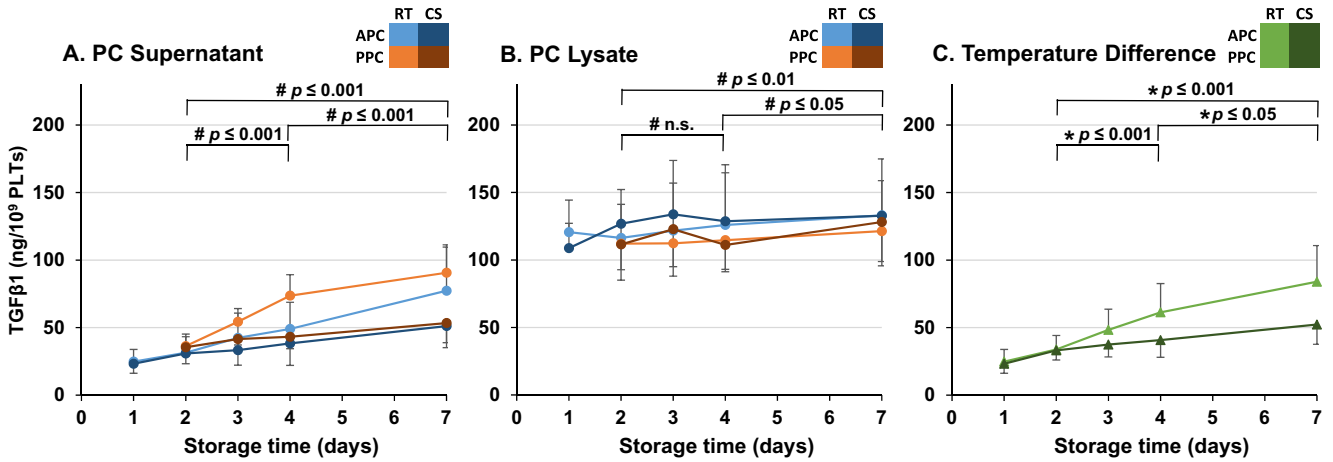 RT CS
APC
PPC
A. PC Supernatant
# p ≤ 0.001
# p ≤ 0.001
# p ≤ 0.001
TGFβ1 (ng/10⁹ PLTs)
200
150
100
50
0
0 1 2 3 4 5 6 7
Storage time (days)
RT CS
APC
PPC
B. PC Lysate
# p ≤ 0.01
# p ≤ 0.05
# n.s.
200
150
100
50
0
0 1 2 3 4 5 6 7
Storage time (days)
RT CS
APC
PPC
C. Temperature Difference
* p ≤ 0.001
* p ≤ 0.05
* p ≤ 0.001
200
150
100
50
0
0 1 2 3 4 5 6 7
Storage time (days)